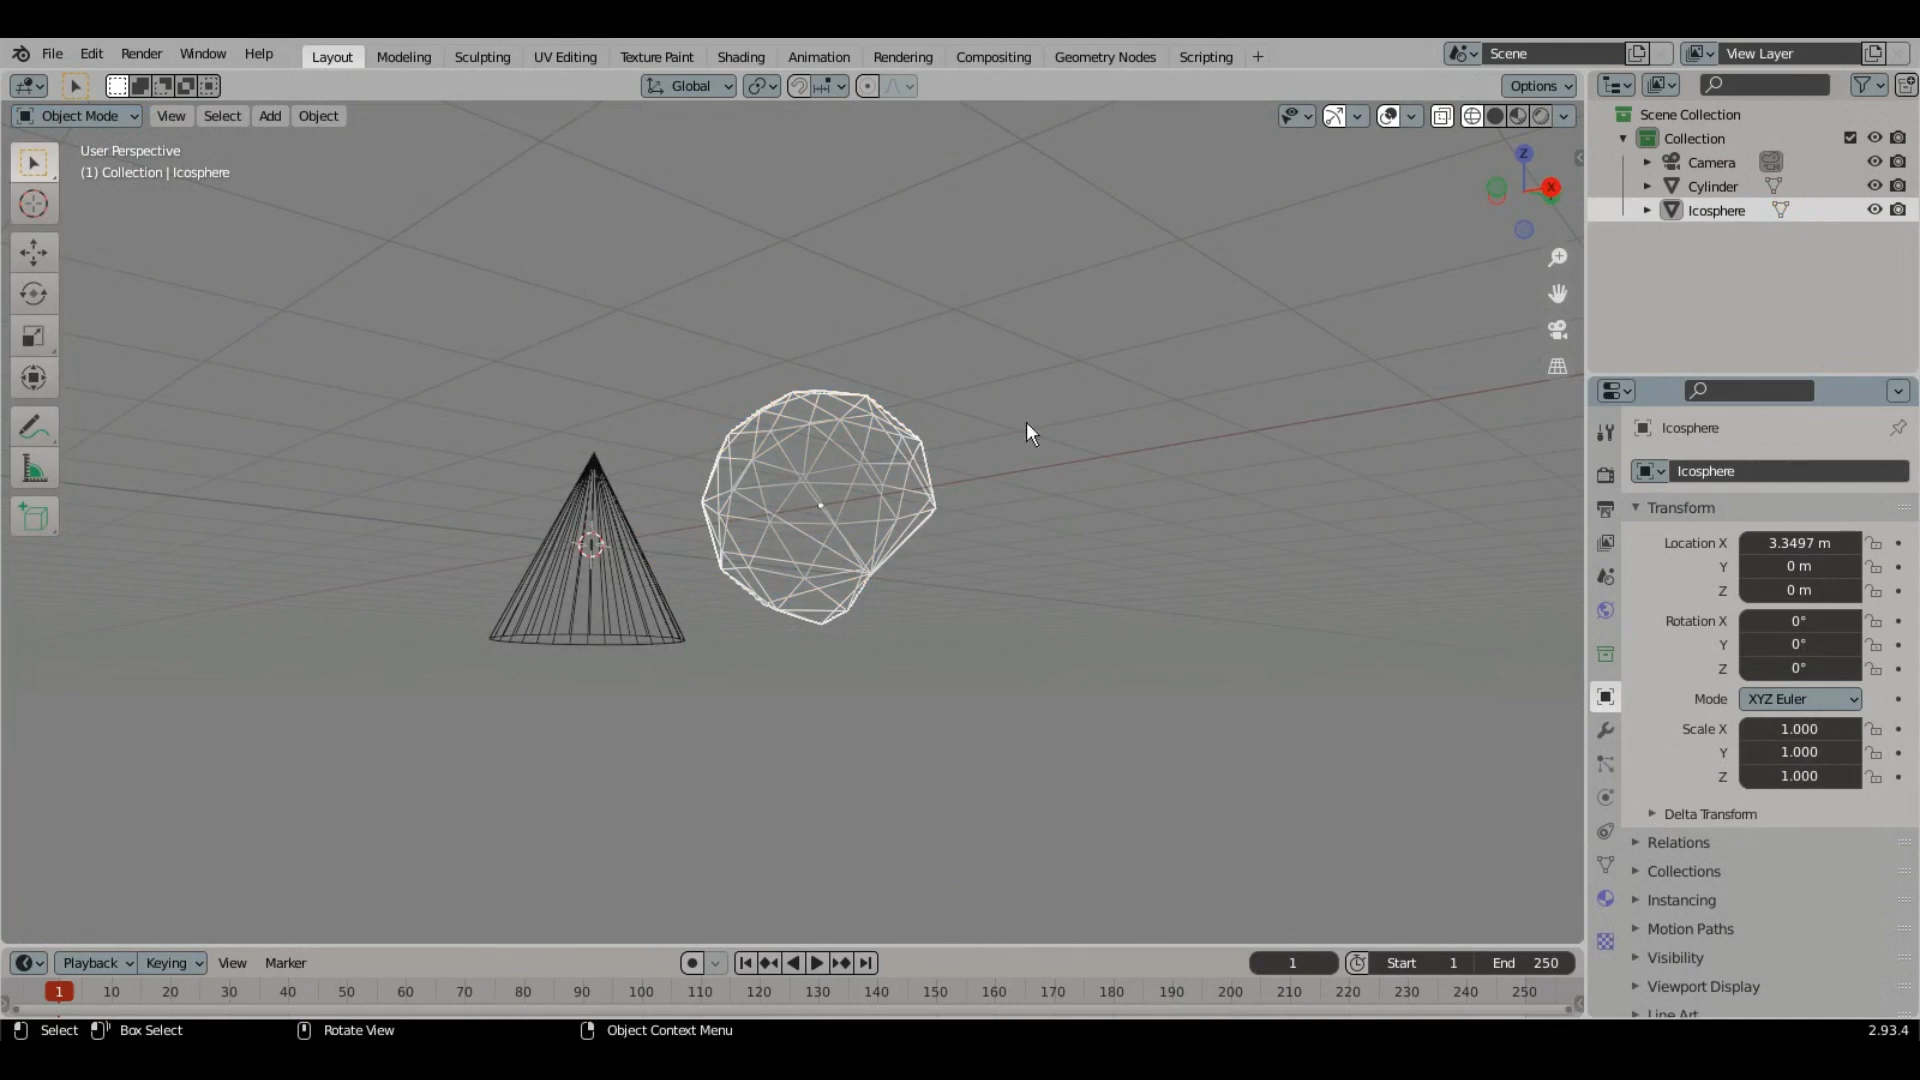 File Edit Render Window Help Layout Modeling Sculpting UV Editing Texture Paint Shading Animation Rendering Compositing Geometry Nodes Scripting + Scene View Layer
Global Options
Object Mode View Select Add Object
User Perspective
(1) Collection | Icosphere
Z
X
Scene Collection
Collection
Camera
Cylinder
Icosphere
Icosphere
Icosphere
Transform
Location X 3.3497 m
Y 0 m
Z 0 m
Rotation X 0°
Y 0°
Z 0°
Mode XYZ Euler
Scale X 1.000
Y 1.000
Z 1.000
Delta Transform
Relations
Collections
Instancing
Motion Paths
Visibility
Viewport Display
Line Art
Playback Keying View Marker 1 Start 1 End 250
1 10 20 30 40 50 60 70 80 90 100 110 120 130 140 150 160 170 180 190 200 210 220 230 240 250
Select Box Select Rotate View Object Context Menu 2.93.4